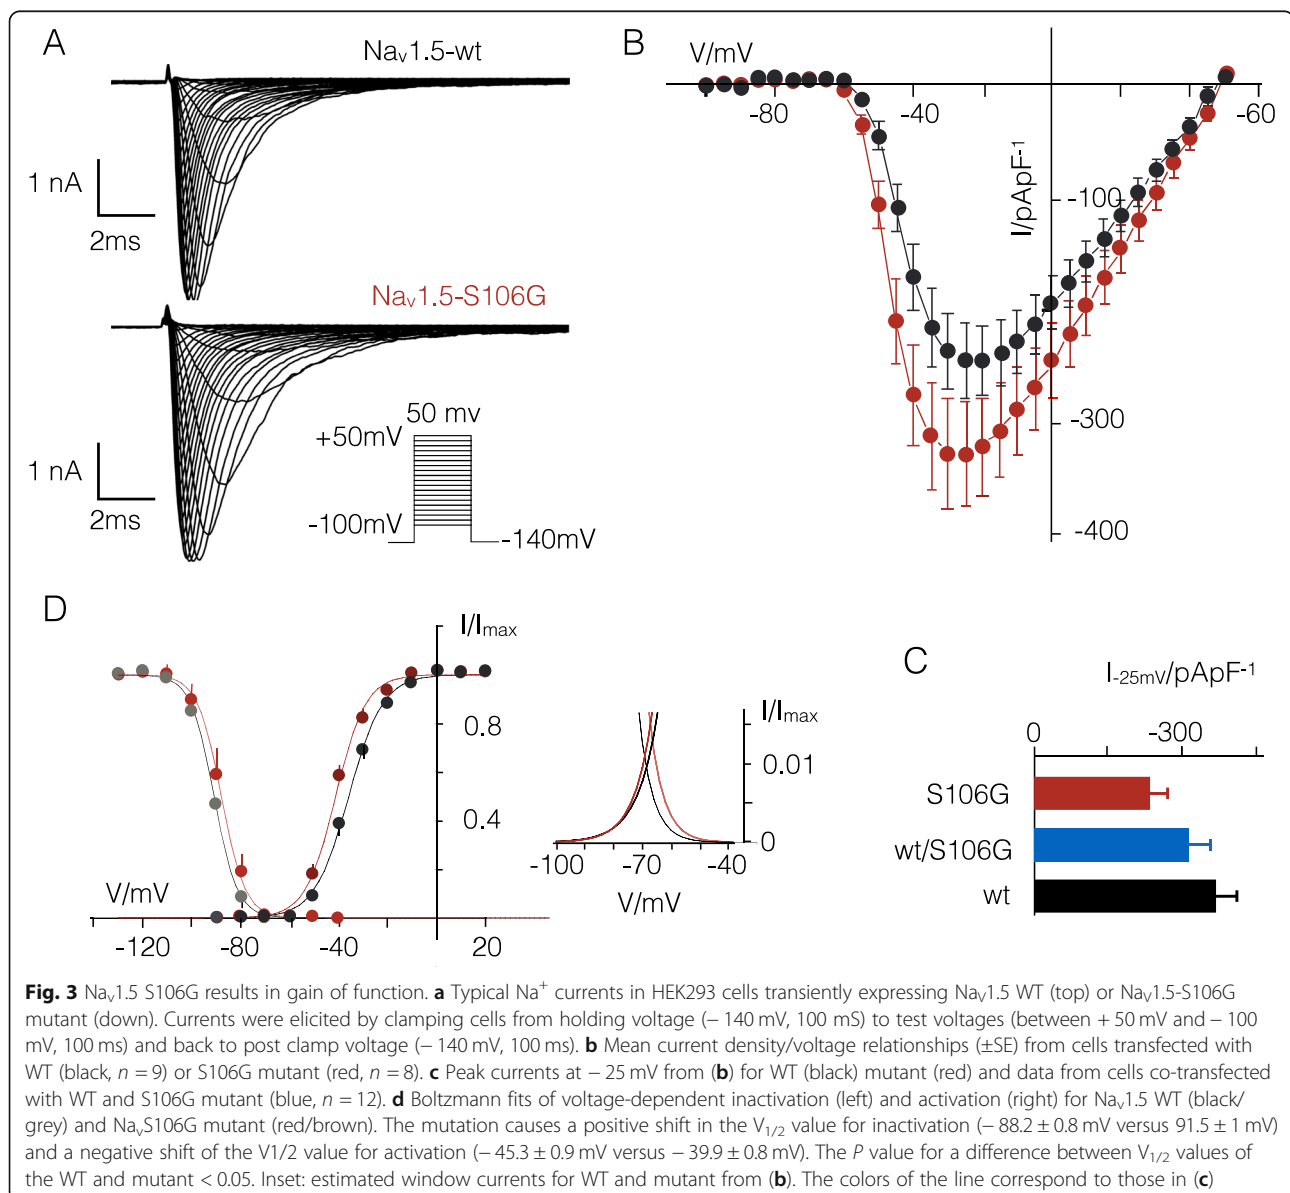 A
Naᵥ1.5-wt
1 nA
2ms
Naᵥ1.5-S106G
1 nA
2ms
50 mv
+50mV
-100mV
-140mV
B
V/mV
-80
-40
-60
I/pApF⁻¹
-100
-300
-400
D
I/Iₘₐₓ
0.8
0.4
V/mV
-120
-80
-40
20
I/Iₘₐₓ
0.01
0
-100
-70
-40
V/mV
C
I₋₂₅ₘV/pApF⁻¹
0
-300
S106G
wt/S106G
wt
Fig. 3 Naᵥ1.5 S106G results in gain of function. a Typical Na⁺ currents in HEK293 cells transiently expressing Naᵥ1.5 WT (top) or Naᵥ1.5-S106G
mutant (down). Currents were elicited by clamping cells from holding voltage (− 140 mV, 100 mS) to test voltages (between + 50 mV and − 100
mV, 100 ms) and back to post clamp voltage (− 140 mV, 100 ms). b Mean current density/voltage relationships (±SE) from cells transfected with
WT (black, n = 9) or S106G mutant (red, n = 8). c Peak currents at − 25 mV from (b) for WT (black) mutant (red) and data from cells co-transfected
with WT and S106G mutant (blue, n = 12). d Boltzmann fits of voltage-dependent inactivation (left) and activation (right) for Naᵥ1.5 WT (black/
grey) and NaᵥS106G mutant (red/brown). The mutation causes a positive shift in the V₁/₂ value for inactivation (− 88.2 ± 0.8 mV versus 91.5 ± 1 mV)
and a negative shift of the V1/2 value for activation (− 45.3 ± 0.9 mV versus − 39.9 ± 0.8 mV). The P value for a difference between V₁/₂ values of
the WT and mutant < 0.05. Inset: estimated window currents for WT and mutant from (b). The colors of the line correspond to those in (c)